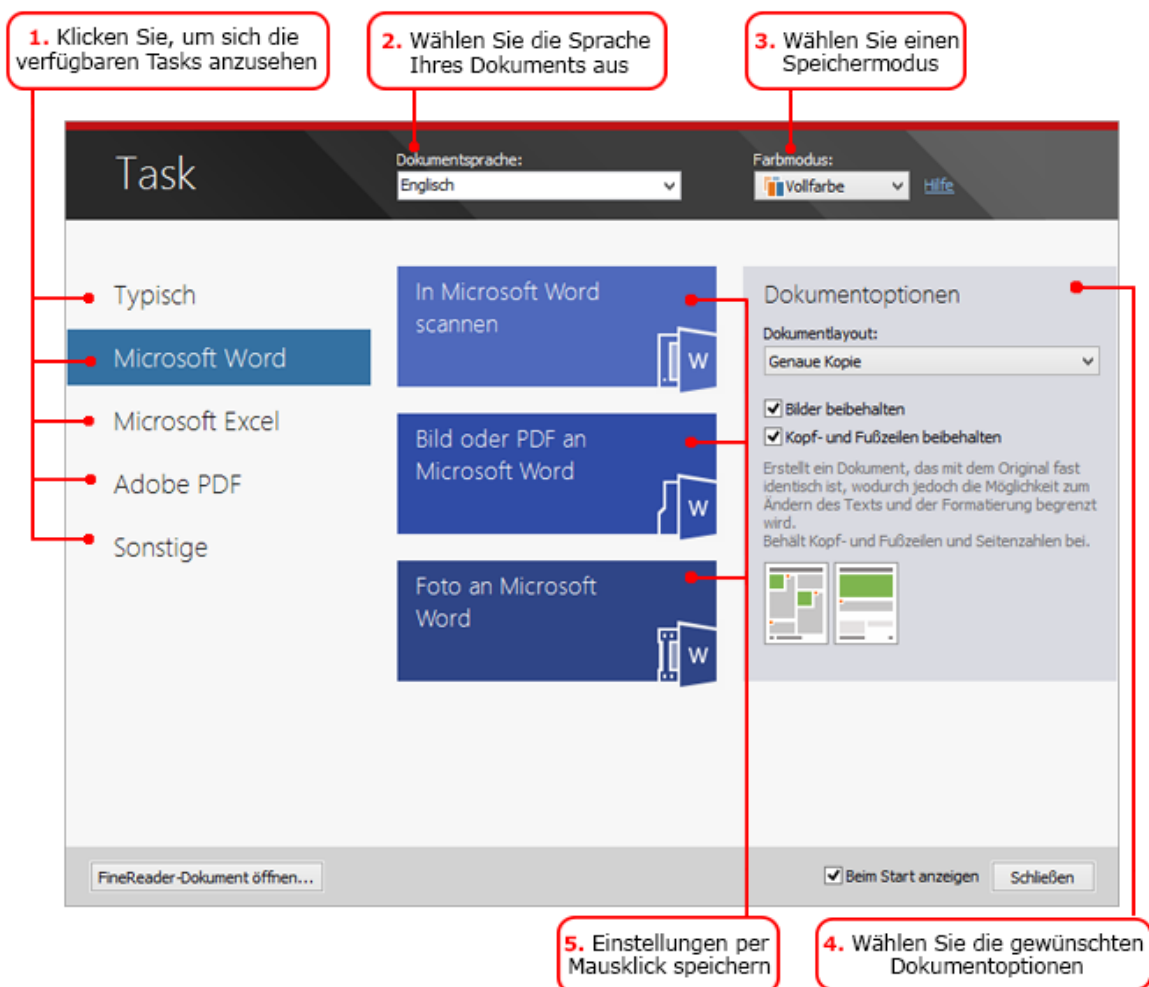 1. Klicken Sie, um sich die
verfügbaren Tasks anzusehen
2. Wählen Sie die Sprache
Ihres Dokuments aus
3. Wählen Sie einen
Speichermodus
Task
Dokumentsprache:
Englisch
Farbmodus:
Vollfarbe
Hilfe
Typisch
Microsoft Word
Microsoft Excel
Adobe PDF
Sonstige
In Microsoft Word
scannen
W
Bild oder PDF an
Microsoft Word
W
Foto an Microsoft
Word
W
Dokumentoptionen
Dokumentlayout:
Genaue Kopie
Bilder beibehalten
Kopf- und Fußzeilen beibehalten
Erstellt ein Dokument, das mit dem Original fast
identisch ist, wodurch jedoch die Möglichkeit zum
Ändern des Texts und der Formatierung begrenzt
wird.
Behält Kopf- und Fußzeilen und Seitenzahlen bei.
FineReader-Dokument öffnen...
Beim Start anzeigen
Schließen
5. Einstellungen per
Mausklick speichern
4. Wählen Sie die gewünschten
Dokumentoptionen